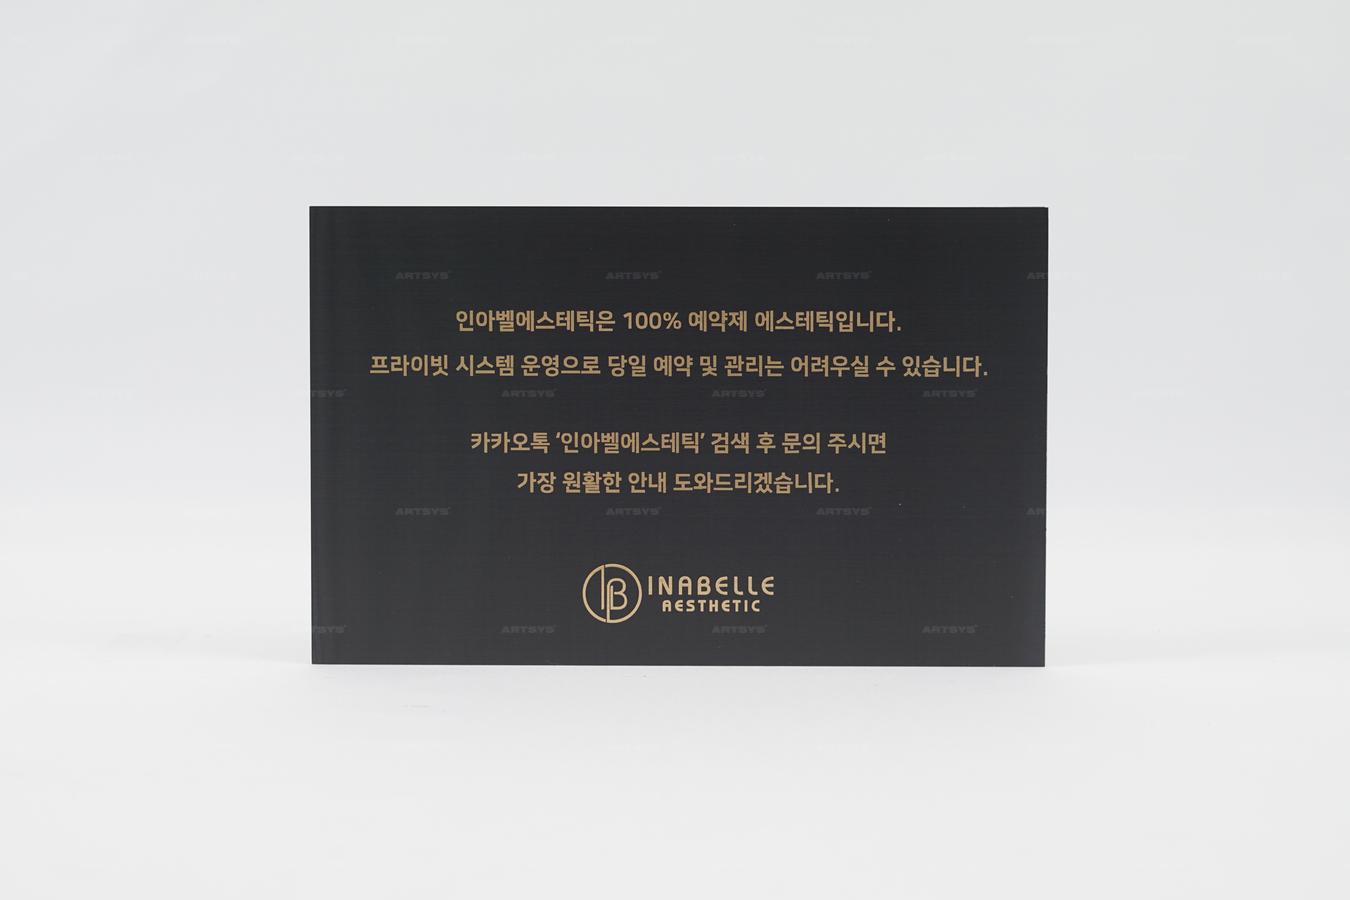 인아벨에스테틱은 100% 예약제 에스테틱입니다.
프라이빗 시스템 운영으로 당일 예약 및 관리는 어려우실 수 있습니다.
카카오톡 ‘인아벨에스테틱’ 검색 후 문의 주시면
가장 원활한 안내 도와드리겠습니다.
IB INABELLE
AESTHETIC
ARTSYS